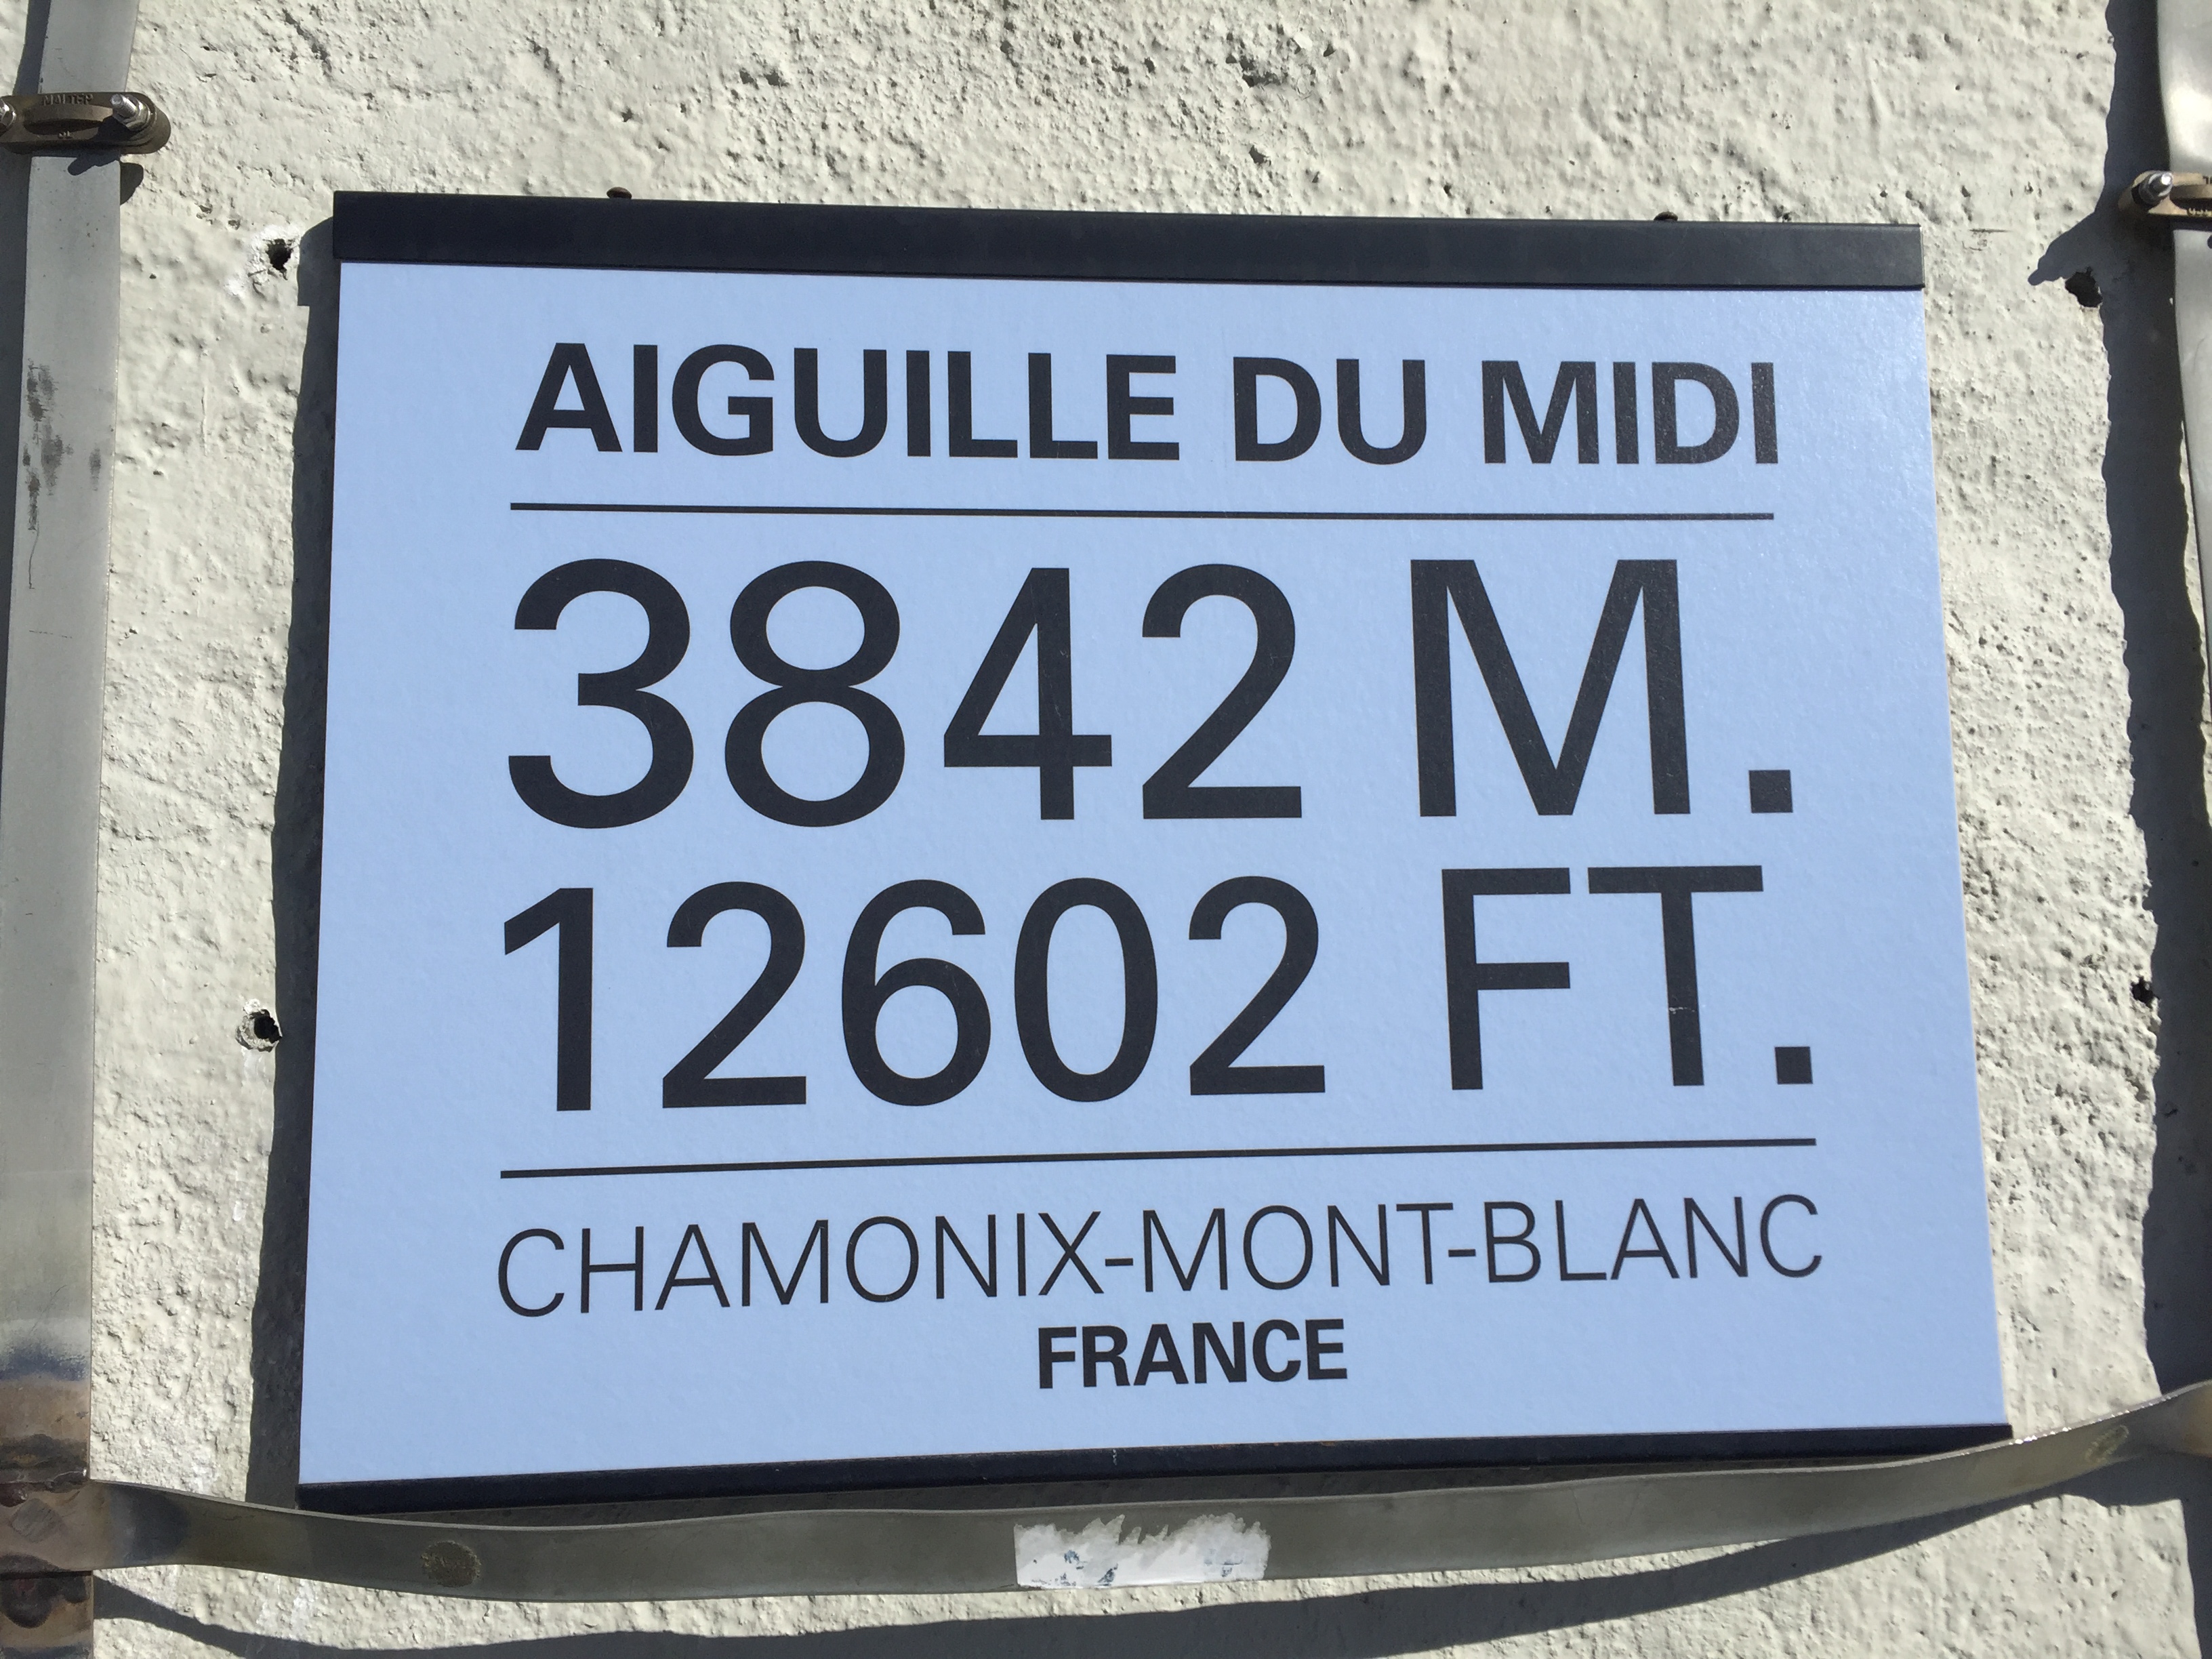 AIGUILLE DU MIDI
3842 M.
12602 FT.
CHAMONIX-MONT-BLANC
FRANCE